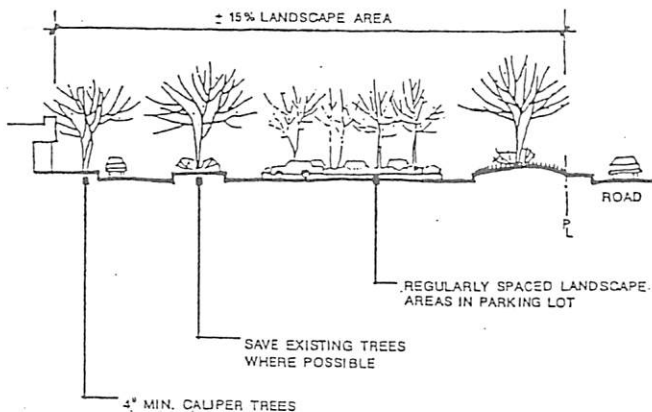 ± 15% LANDSCAPE AREA
ROAD
PL
REGULARLY SPACED LANDSCAPE
AREAS IN PARKING LOT
SAVE EXISTING TREES
WHERE POSSIBLE
4" MIN. CALIPER TREES